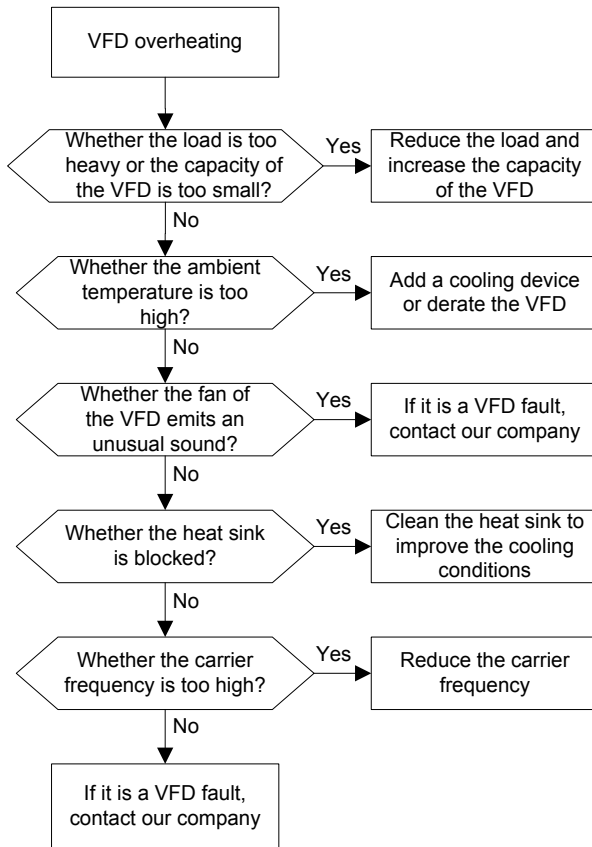 VFD overheating
Whether the load is too
heavy or the capacity of
the VFD is too small?
Yes
Reduce the load and
increase the capacity
of the VFD
No
Whether the ambient
temperature is too
high?
Yes
Add a cooling device
or derate the VFD
No
Whether the fan of
the VFD emits an
unusual sound?
Yes
If it is a VFD fault,
contact our company
No
Whether the heat sink
is blocked?
Yes
Clean the heat sink to
improve the cooling
conditions
No
Whether the carrier
frequency is too high?
Yes
Reduce the carrier
frequency
No
If it is a VFD fault,
contact our company